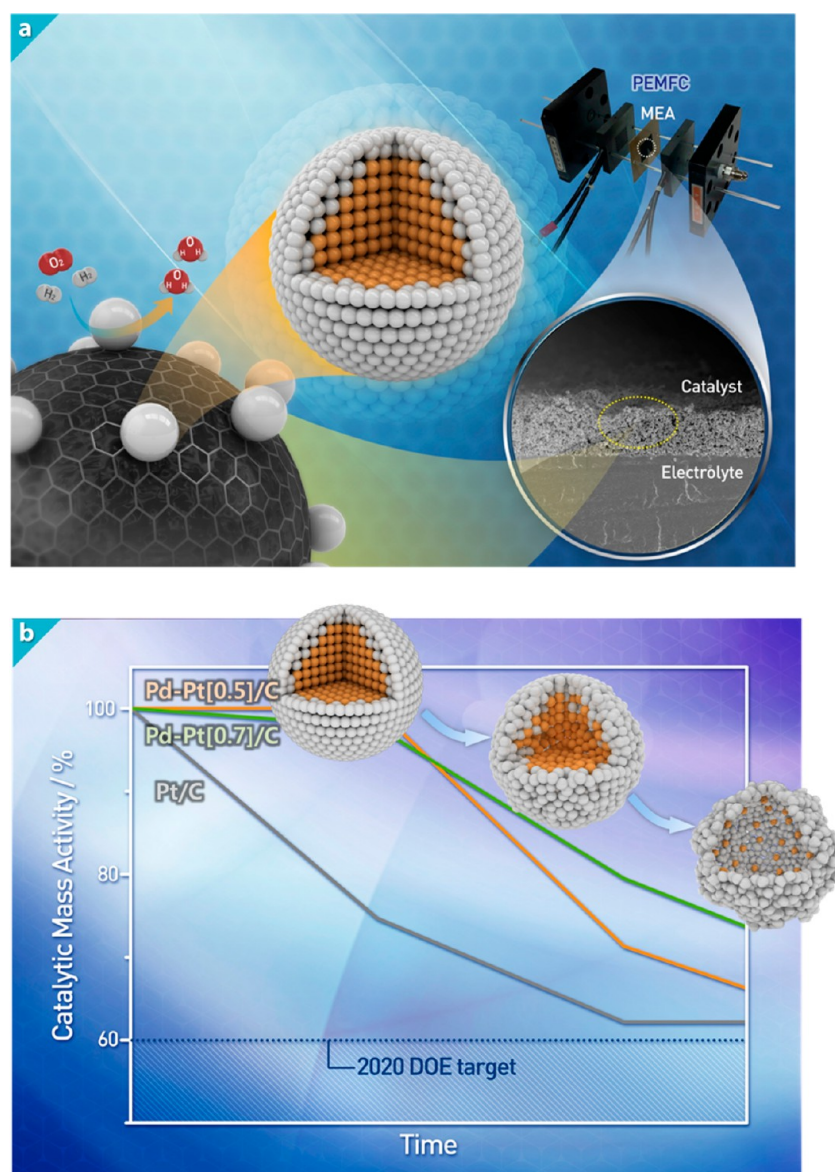 a
PEMFC
MEA
O₂
H₂
H₂
O
H H
O
H H
Catalyst
Electrolyte
b
Pd-Pt[0.5]/C
100
Pd-Pt[0.7]/C
Pt/C
80
60
Catalytic Mass Activity / %
2020 DOE target
Time